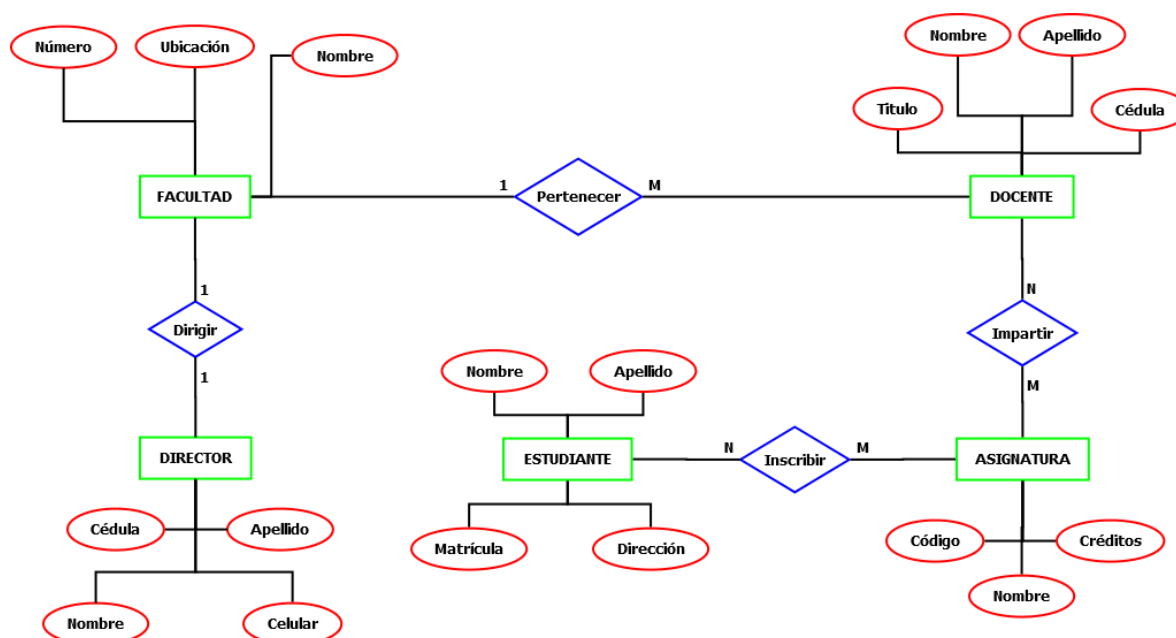 Nombre
Apellido
Número
Ubicación
Nombre
Titulo
Cédula
FACULTAD
1
Pertenecer
M
DOCENTE
1
N
Dirigir
Impartir
1
Nombre
Apellido
M
DIRECTOR
ESTUDIANTE
N
Inscribir
M
ASIGNATURA
Cédula
Apellido
Matrícula
Dirección
Código
Créditos
Nombre
Celular
Nombre